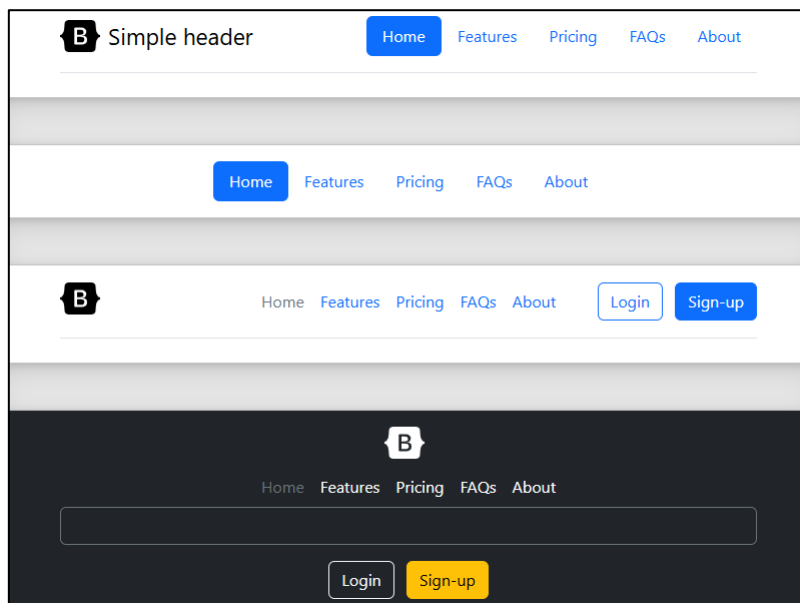 B Simple header Home Features Pricing FAQs About
Home Features Pricing FAQs About
B Home Features Pricing FAQs About Login Sign-up
B
Home Features Pricing FAQs About
Login Sign-up